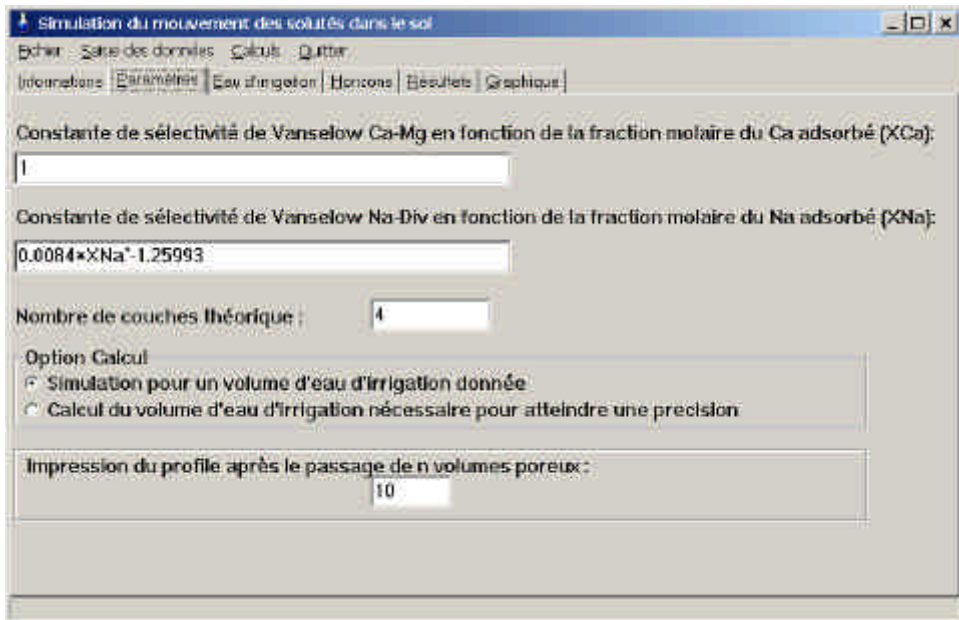 Simulation du mouvement des solutés dans le sol
Fichier Saisie des données Calculs Quitter
Informations Paramètres Eau d'irrigation Horizons Résultats Graphique
Constante de sélectivité de Vanselow Ca-Mg en fonction de la fraction molaire du Ca adsorbé (XCa):
1
Constante de sélectivité de Vanselow Na-Div en fonction de la fraction molaire du Na adsorbé (XNa):
0.0084*XNa^-1.25993
Nombre de couches théorique :
4
Option Calcul
Simulation pour un volume d'eau d'irrigation donnée
Calcul du volume d'eau d'irrigation nécessaire pour atteindre une precision
Impression du profile après le passage de n volumes poreux :
10